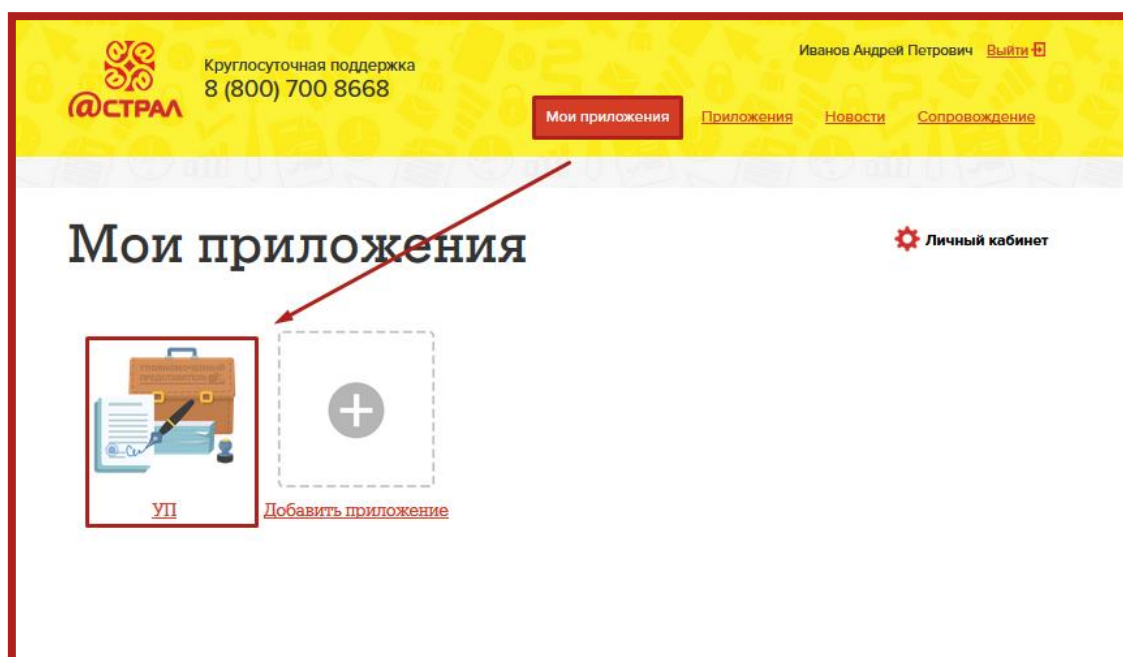 Иванов Андрей Петрович Выйти
Круглосуточная поддержка
8 (800) 700 8668
@СТРАЛ
Мои приложения Приложения Новости Сопровождение
Мои приложения
Личный кабинет
УП
Добавить приложение